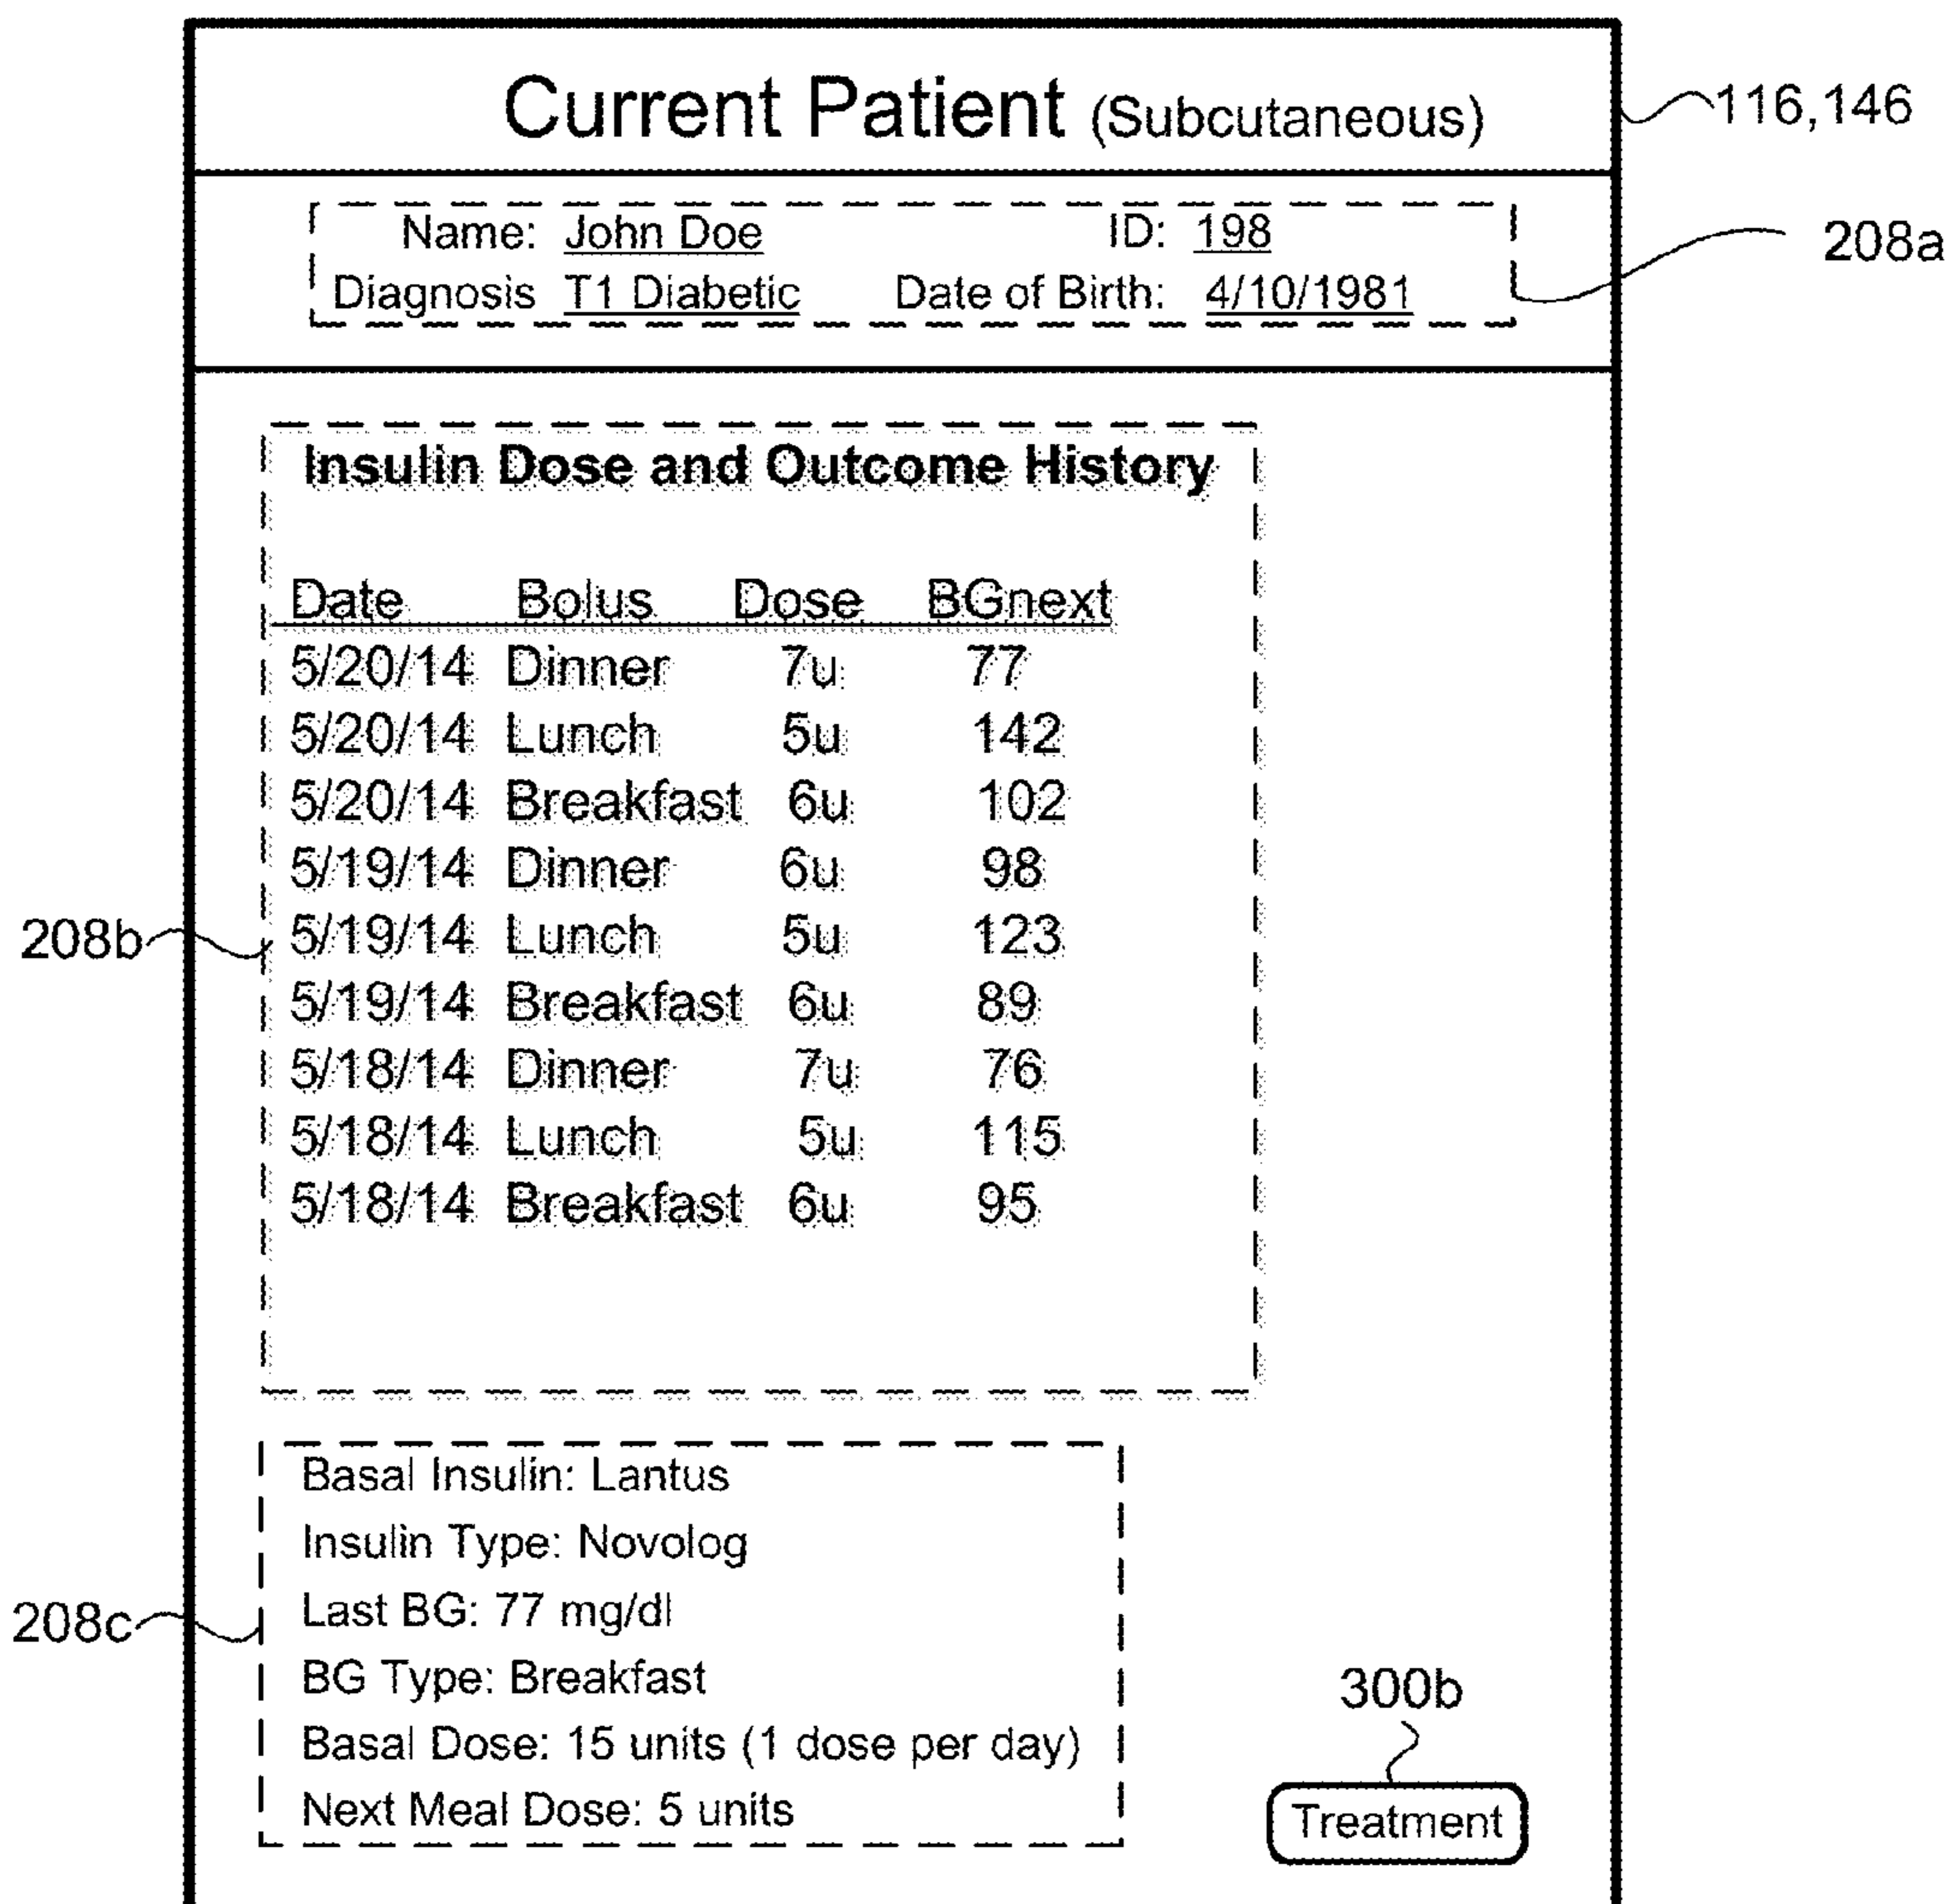 Current Patient (Subcutaneous)
116,146
Name: John Doe ID: 198
208a
Diagnosis T1 Diabetic Date of Birth: 4/10/1981
Insulin Dose and Outcome History
Date Bolus Dose BGnext
5/20/14 Dinner 7u 77
5/20/14 Lunch 5u 142
5/20/14 Breakfast 6u 102
5/19/14 Dinner 6u 98
208b
5/19/14 Lunch 5u 123
5/19/14 Breakfast 6u 89
5/18/14 Dinner 7u 76
5/18/14 Lunch 5u 115
5/18/14 Breakfast 6u 95
Basal Insulin: Lantus
Insulin Type: Novolog
208c
Last BG: 77 mg/dl
BG Type: Breakfast
Basal Dose: 15 units (1 dose per day)
Next Meal Dose: 5 units
300b
Treatment